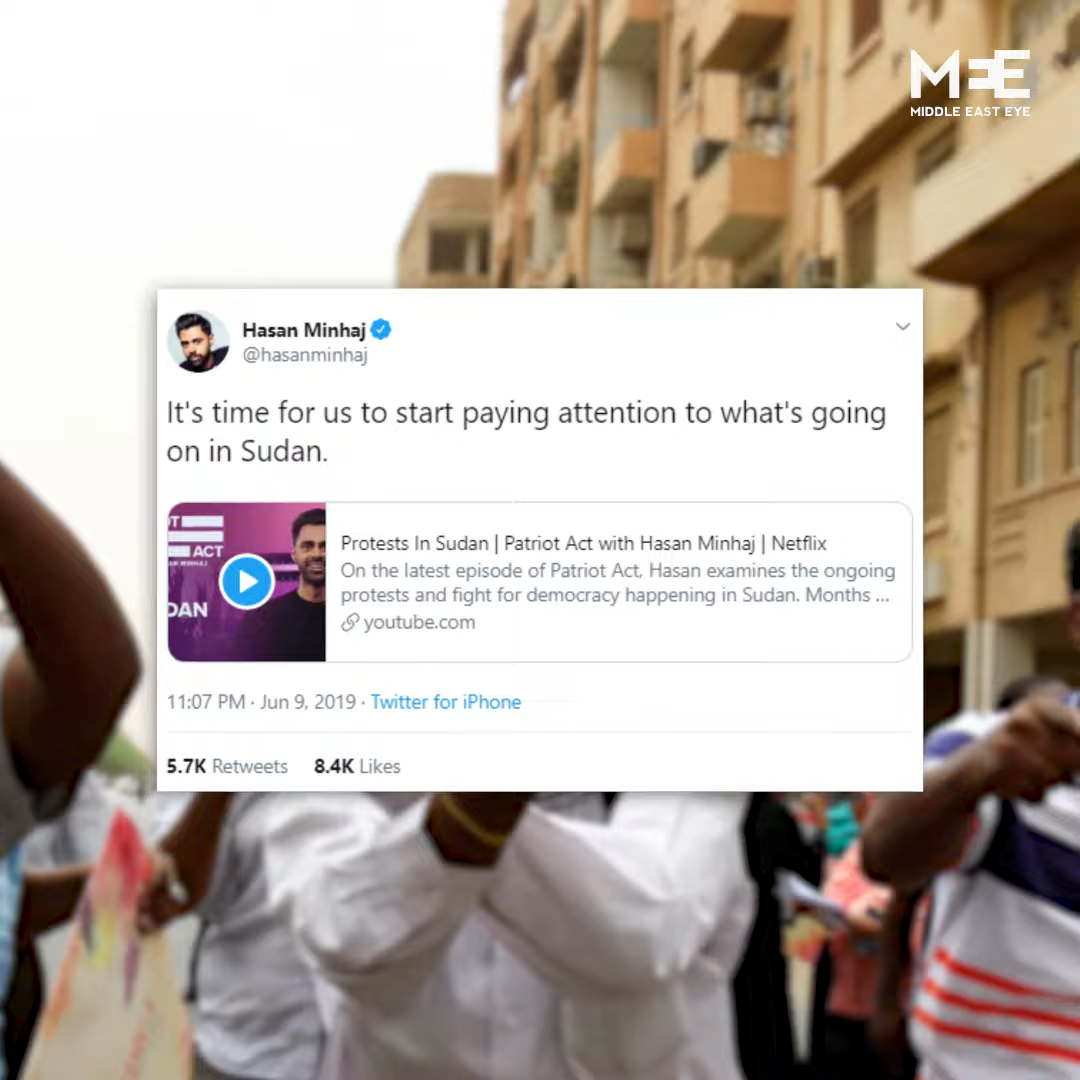 MEE
MIDDLE EAST EYE
Hasan Minhaj
@hasanminhaj
It's time for us to start paying attention to what's going
on in Sudan.
ACT
DAN
Protests In Sudan | Patriot Act with Hasan Minhaj | Netflix
On the latest episode of Patriot Act, Hasan examines the ongoing
protests and fight for democracy happening in Sudan. Months ...
youtube.com
11:07 PM · Jun 9, 2019 · Twitter for iPhone
5.7K Retweets 8.4K Likes